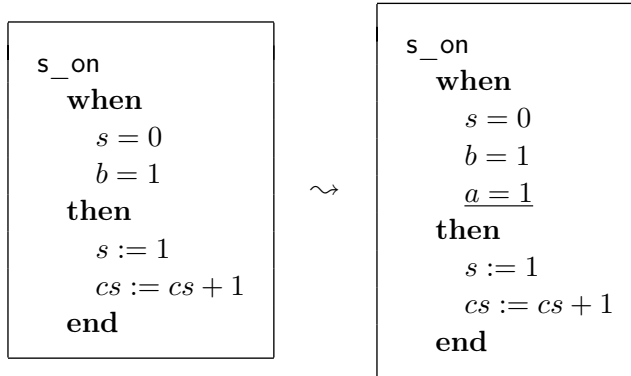 s_on
when
s = 0
b = 1
then
s := 1
cs := cs + 1
end
⇝
s_on
when
s = 0
b = 1
a = 1
then
s := 1
cs := cs + 1
end